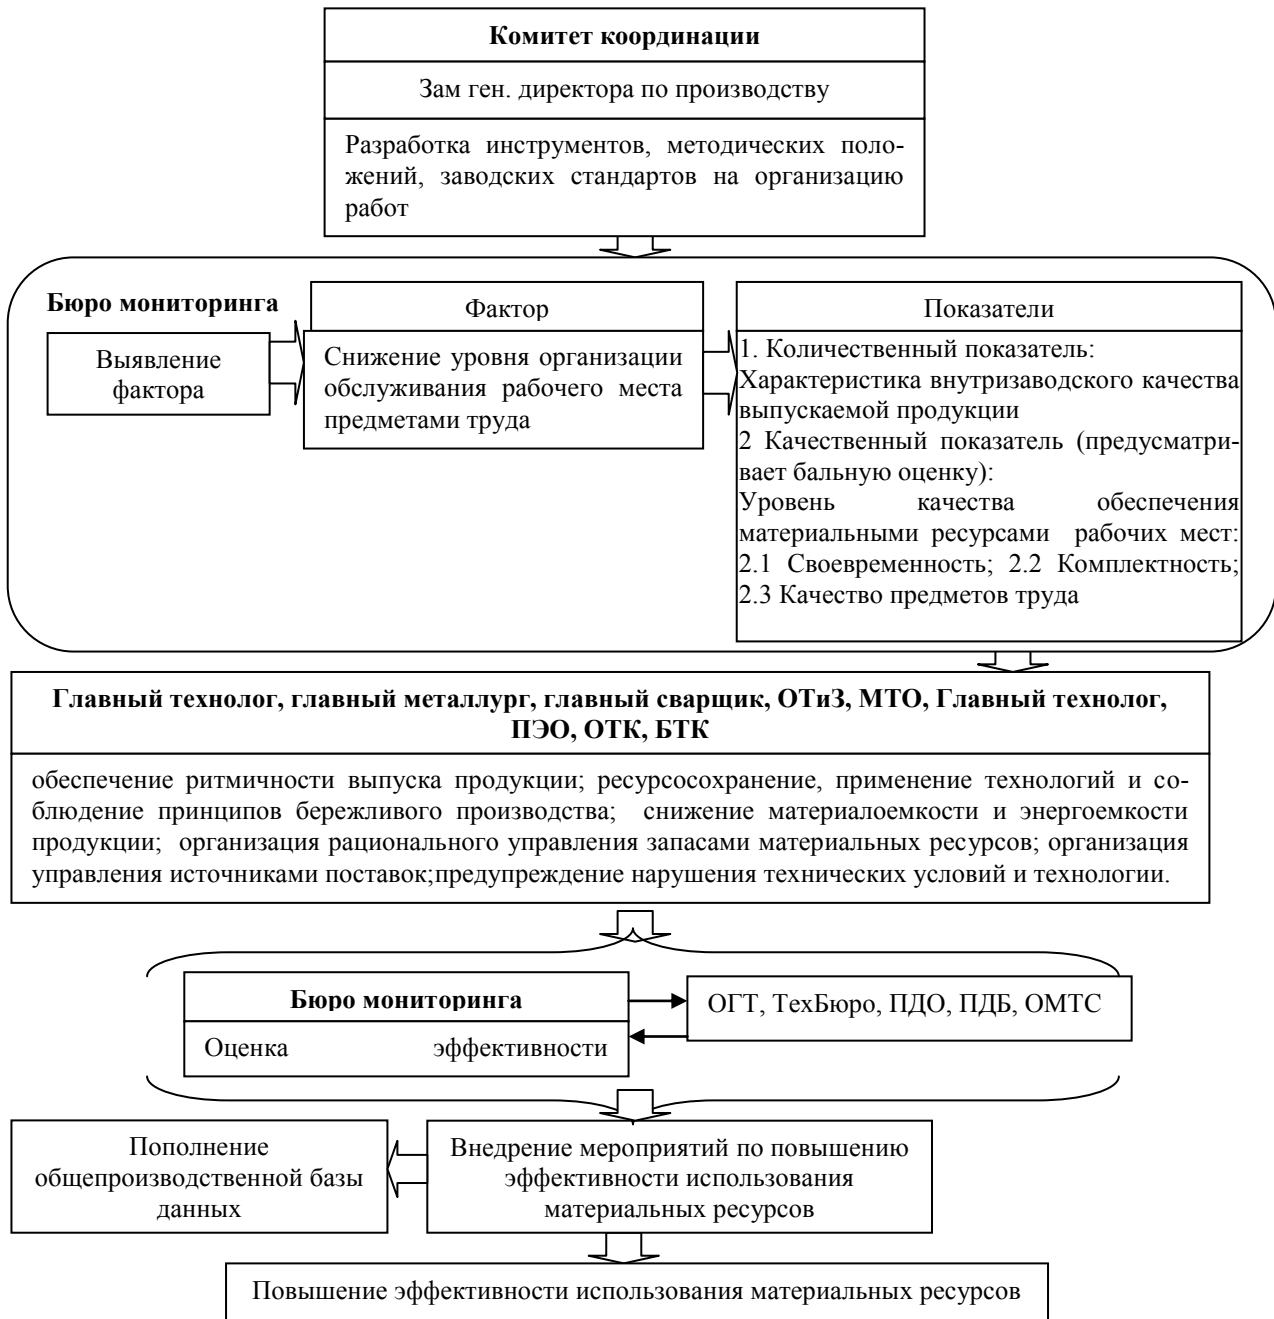 Комитет координации
Зам ген. директора по производству
Разработка инструментов, методических поло-
жений, заводских стандартов на организацию
работ
Бюро мониторинга
Выявление
фактора
Фактор
Снижение уровня организации
обслуживания рабочего места
предметами труда
Показатели
1. Количественный показатель:
Характеристика внутризаводского качества
выпускаемой продукции
2 Качественный показатель (предусматри-
вает бальную оценку):
Уровень качества обеспечения
материальными ресурсами рабочих мест:
2.1 Своевременность; 2.2 Комплектность;
2.3 Качество предметов труда
Главный технолог, главный металлург, главный сварщик, ОТиЗ, МТО, Главный технолог,
ПЭО, ОТК, БТК
обеспечение ритмичности выпуска продукции; ресурсосохранение, применение технологий и со-
блюдение принципов бережливого производства; снижение материалоемкости и энергоемкости
продукции; организация рационального управления запасами материальных ресурсов; организация
управления источниками поставок;предупреждение нарушения технических условий и технологии.
Бюро мониторинга
Оценка эффективности
ОГТ, ТехБюро, ПДО, ПДБ, ОМТС
Пополнение
общепроизводственной базы
данных
Внедрение мероприятий по повышению
эффективности использования
материальных ресурсов
Повышение эффективности использования материальных ресурсов